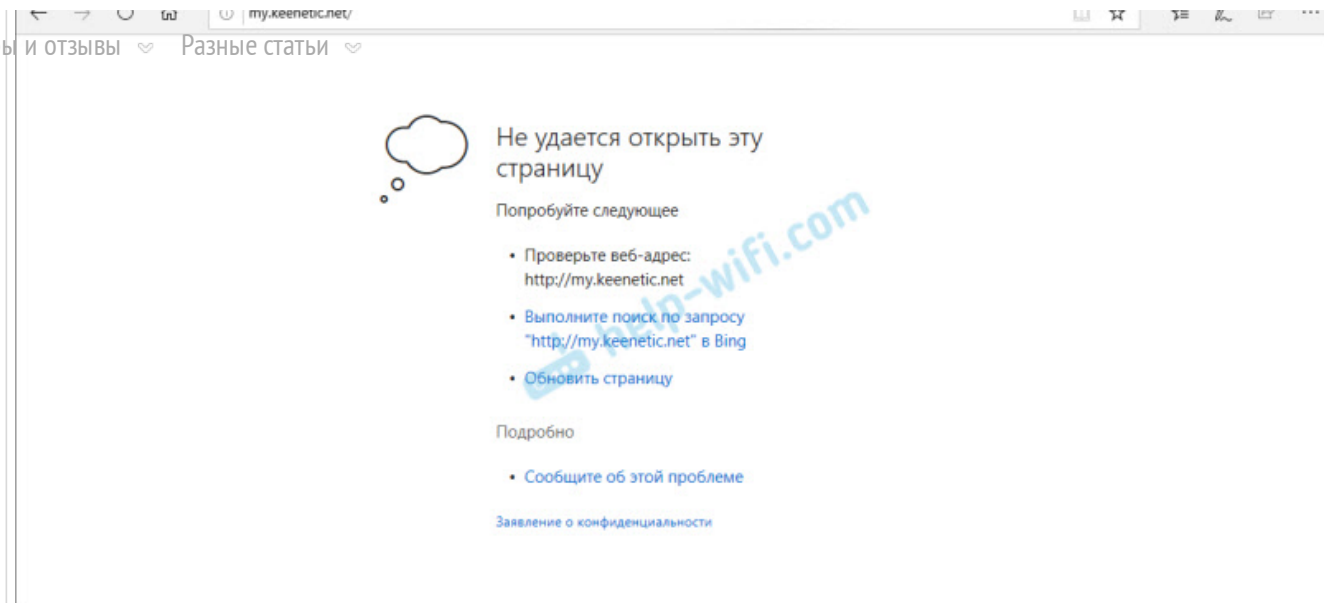 my.keenetic.net/
ы и отзывы Разные статьи
Не удается открыть эту
страницу
Попробуйте следующее
• Проверьте веб-адрес:
http://my.keenetic.net
• Выполните поиск по запросу
"http://my.keenetic.net" в Bing
• Обновить страницу
help-wifi.com
Подробно
• Сообщите об этой проблеме
Заявление о конфиденциальности